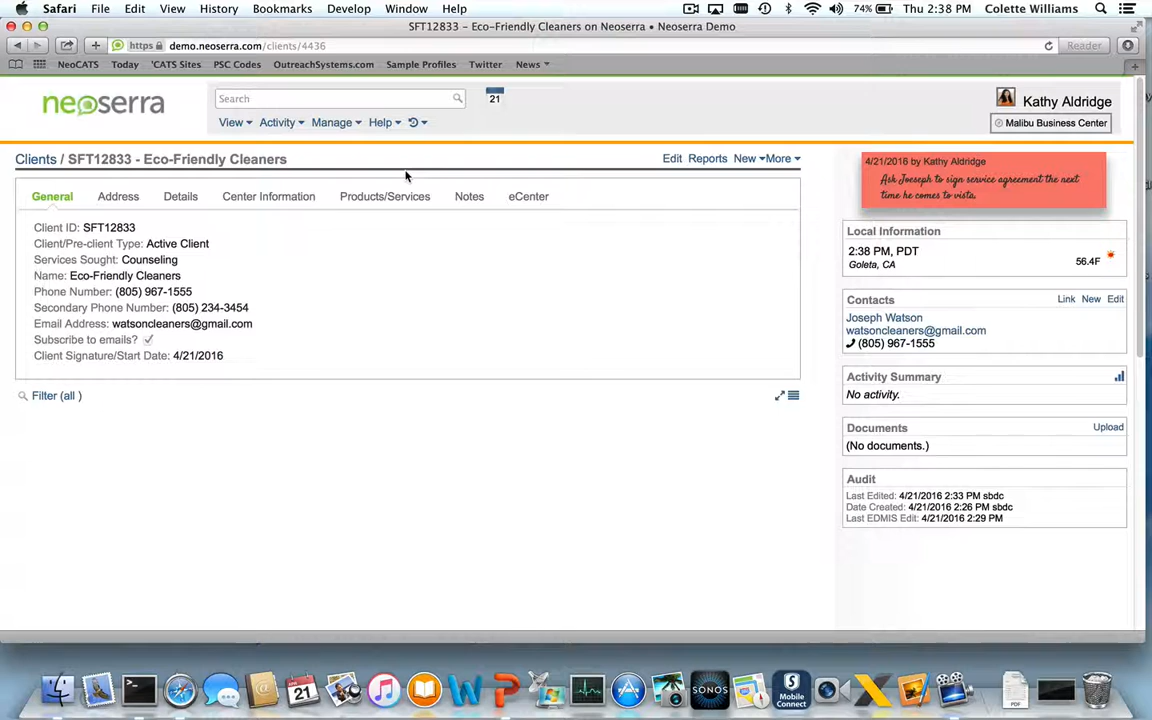 Safari File Edit View History Bookmarks Develop Window Help 74% Thu 2:38 PM Colette Williams
SFT12833 - Eco-Friendly Cleaners on Neoserra • Neoserra Demo
https demo.neoserra.com/clients/4436 Reader
NeoCATS Today 'CATS Sites PSC Codes OutreachSystems.com Sample Profiles Twitter News
neoserra
Search
21
Kathy Aldridge
View Activity Manage Help
Malibu Business Center
Clients / SFT12833 - Eco-Friendly Cleaners
Edit Reports New More
4/21/2016 by Kathy Aldridge
Ask Joeseph to sign service agreement the next
time he comes to vista.
General Address Details Center Information Products/Services Notes eCenter
Client ID: SFT12833
Client/Pre-client Type: Active Client
Services Sought: Counseling
Name: Eco-Friendly Cleaners
Phone Number: (805) 967-1555
Secondary Phone Number: (805) 234-3454
Email Address: watsoncleaners@gmail.com
Subscribe to emails?
Client Signature/Start Date: 4/21/2016
Filter (all )
Local Information
2:38 PM, PDT
Goleta, CA
56.4F
Contacts Link New Edit
Joseph Watson
watsoncleaners@gmail.com
(805) 967-1555
Activity Summary
No activity.
Documents Upload
(No documents.)
Audit
Last Edited: 4/21/2016 2:33 PM sbdc
Date Created: 4/21/2016 2:26 PM sbdc
Last EDMIS Edit: 4/21/2016 2:29 PM
APR
21
SONOS
Mobile
Connect
PDF